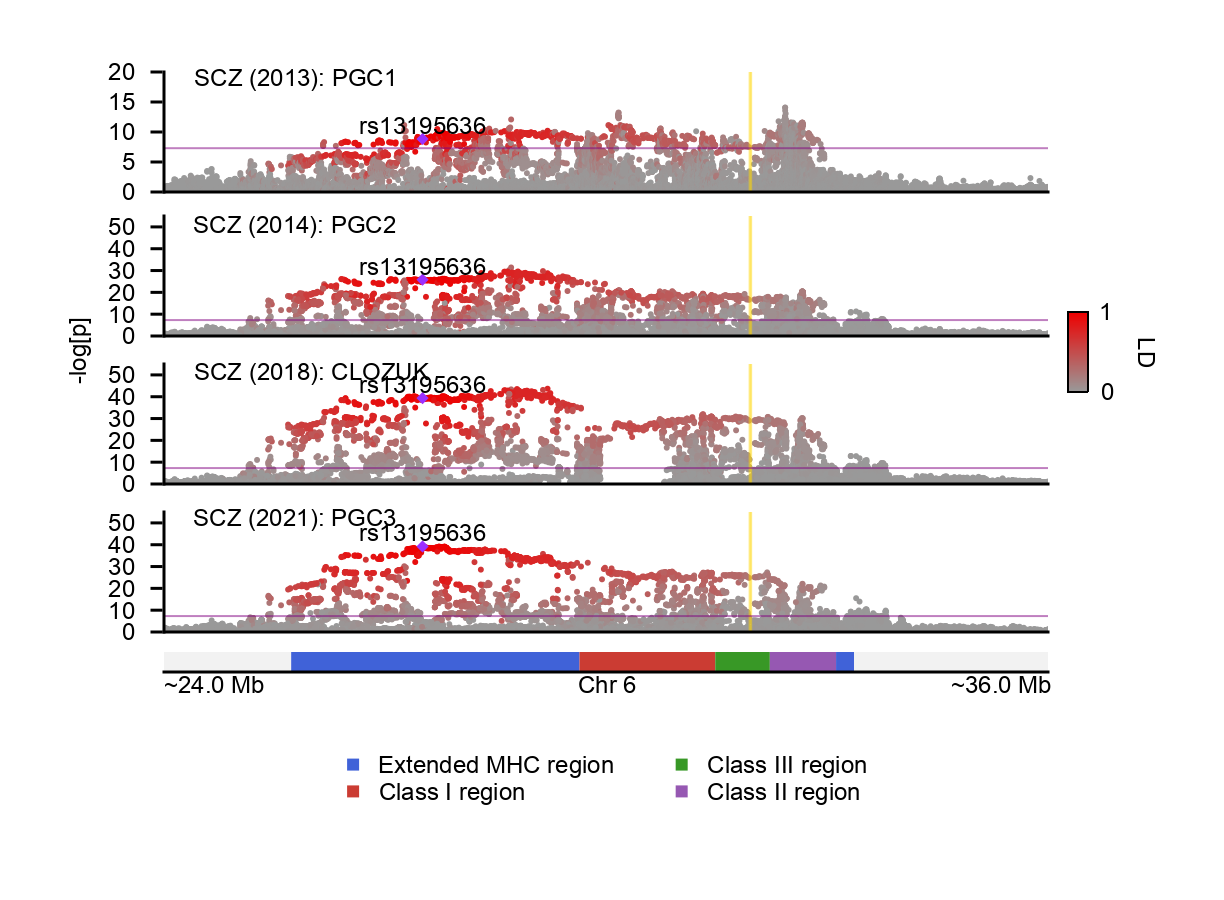 20
15
10
5
0
SCZ (2013): PGC1
rs13195636
50
40
30
20
10
0
SCZ (2014): PGC2
rs13195636
50
40
30
20
10
0
SCZ (2018): CLOZUK
rs13195636
50
40
30
20
10
0
SCZ (2021): PGC3
rs13195636
-log[p]
1
0
LD
~24.0 Mb Chr 6 ~36.0 Mb
Extended MHC region
Class I region
Class III region
Class II region